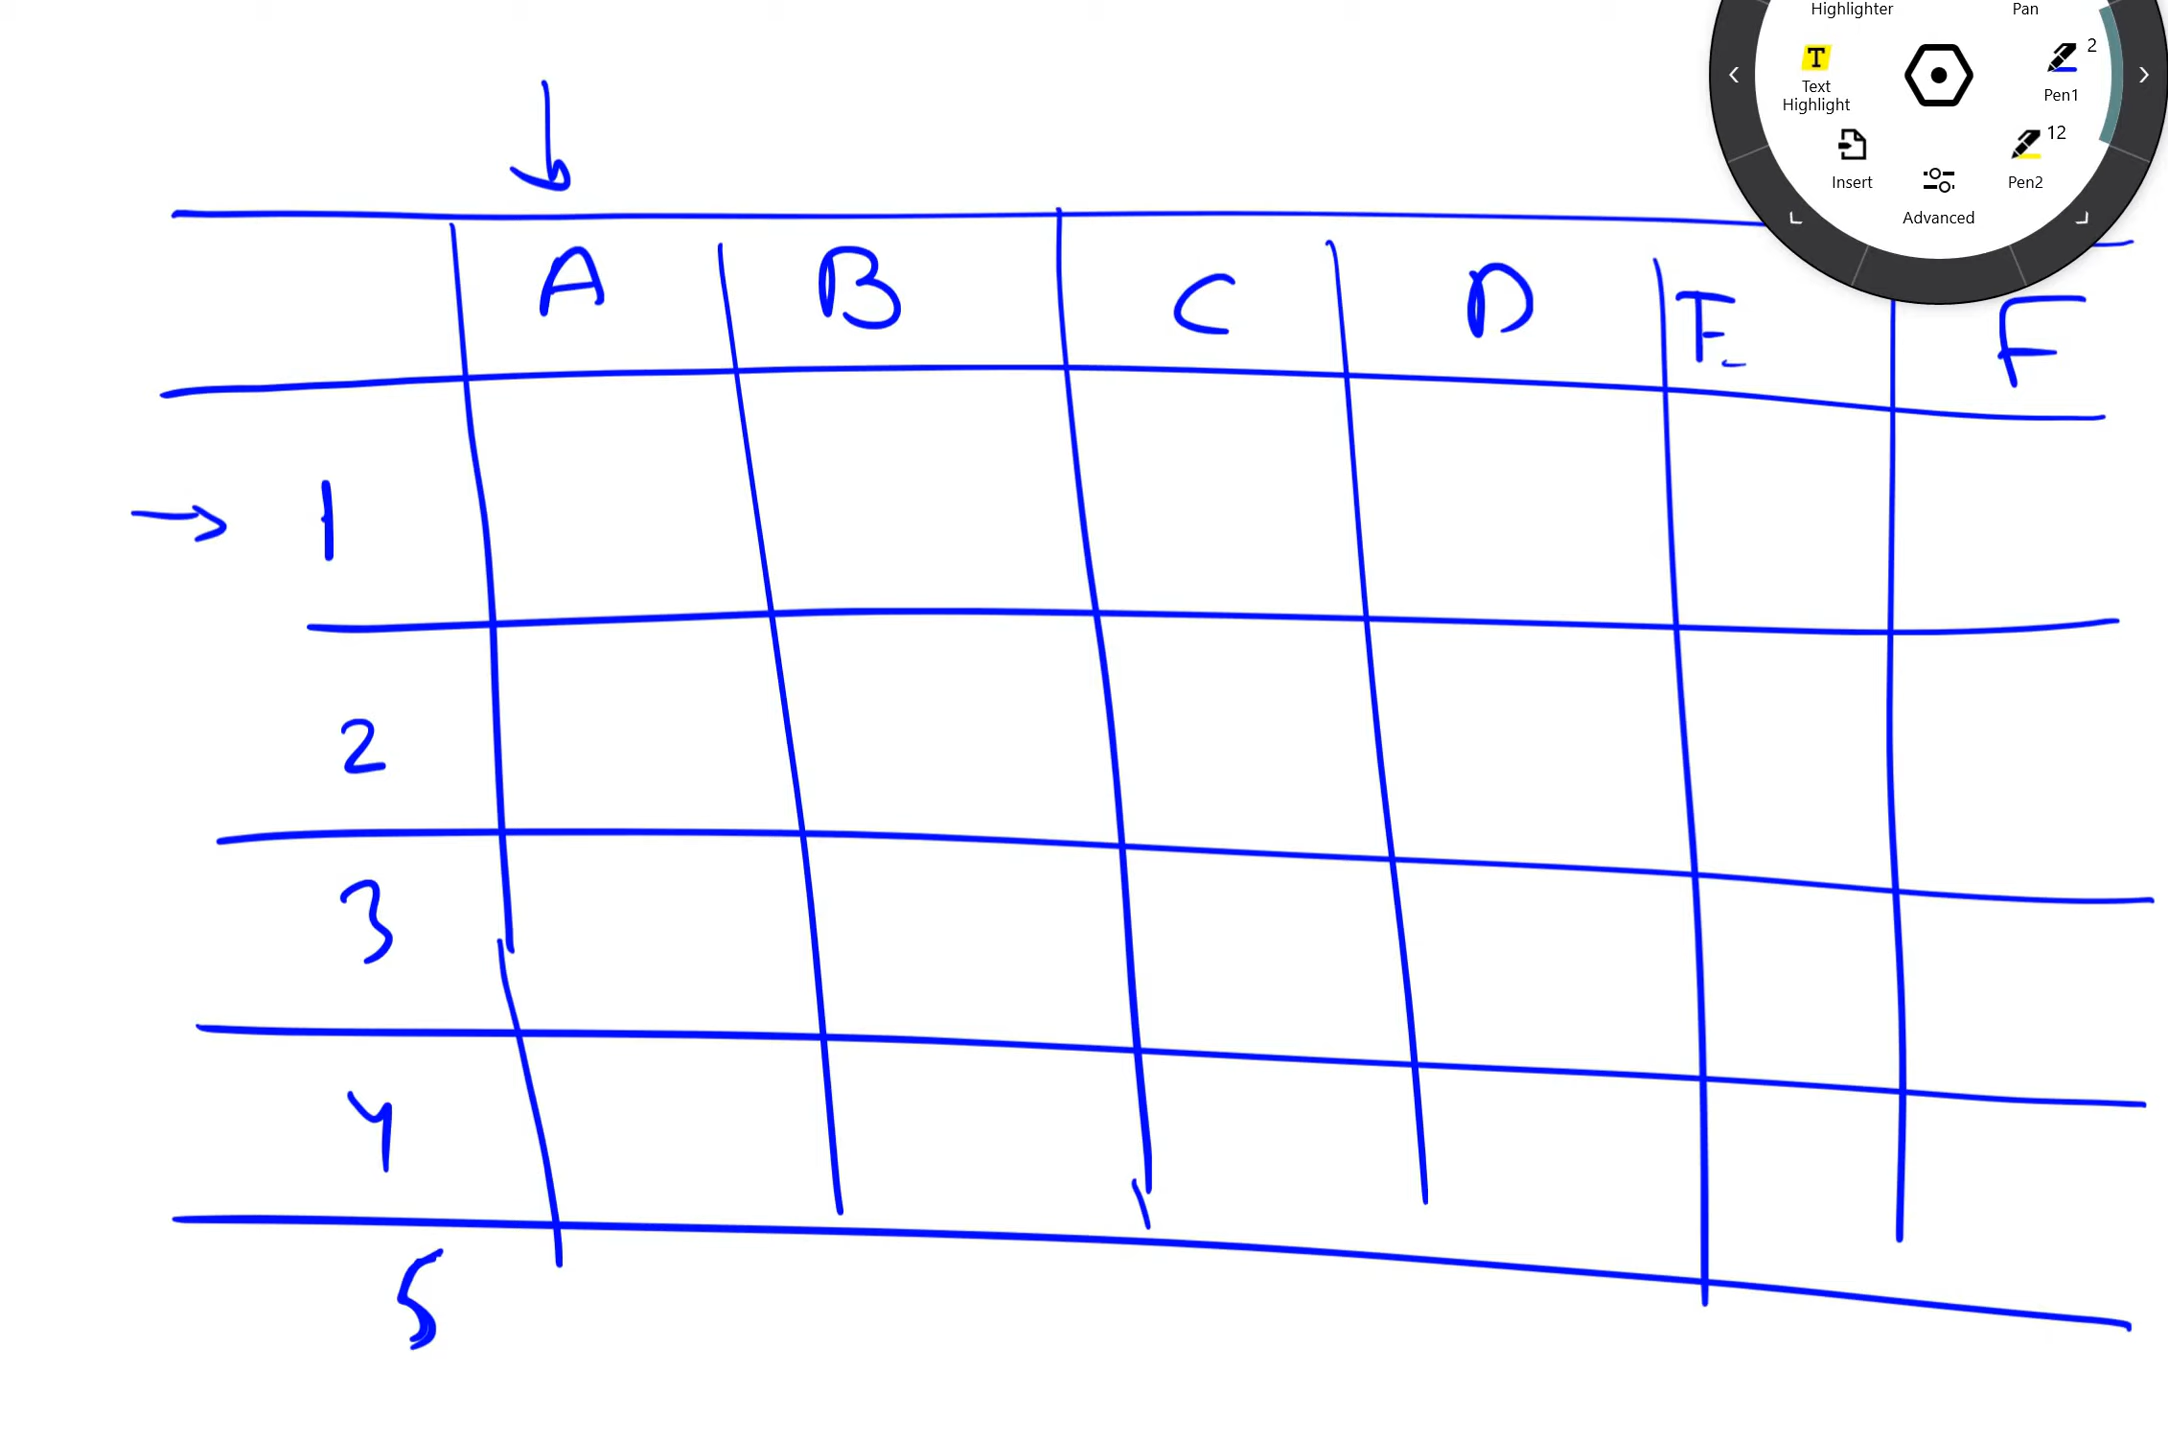 Highlighter Pan
T
2
Text Highlight
Pen1
12
Insert
Pen2
Advanced
A B C D E F
1
2
3
4
5